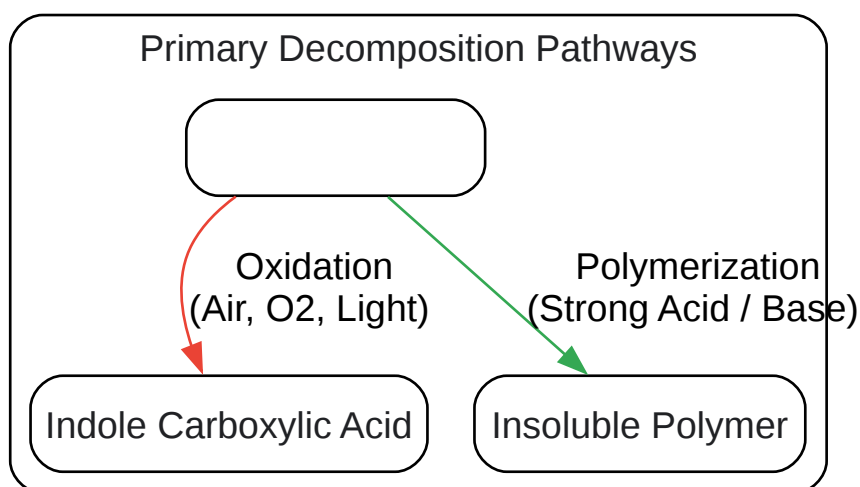 Primary Decomposition Pathways
Oxidation
(Air, O2, Light)
Polymerization
(Strong Acid / Base)
Indole Carboxylic Acid
Insoluble Polymer